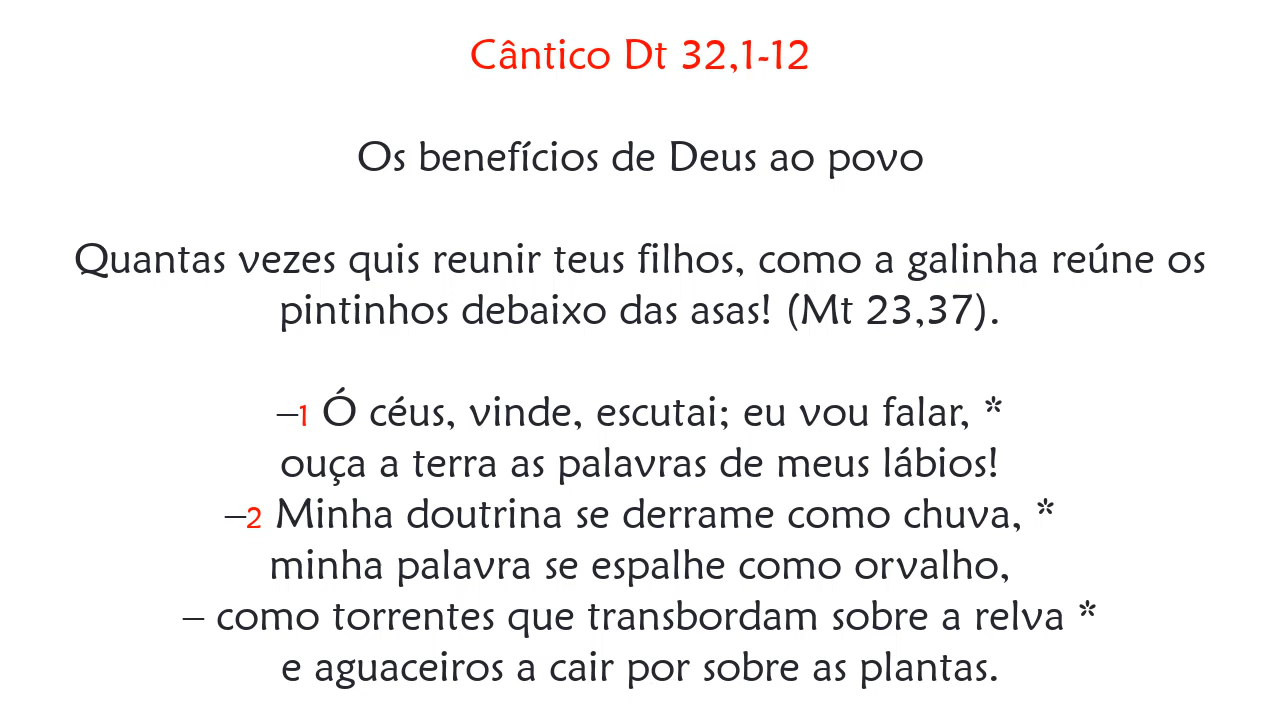 Cântico Dt 32,1-12
Os benefícios de Deus ao povo
Quantas vezes quis reunir teus filhos, como a galinha reúne os
pintinhos debaixo das asas! (Mt 23,37).
–1 Ó céus, vinde, escutai; eu vou falar, *
ouça a terra as palavras de meus lábios!
–2 Minha doutrina se derrame como chuva, *
minha palavra se espalhe como orvalho,
– como torrentes que transbordam sobre a relva *
e aguaceiros a cair por sobre as plantas.